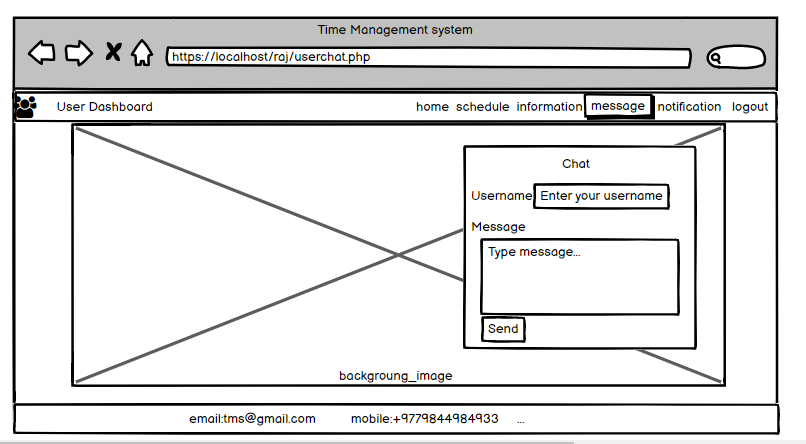 Time Management system
https://localhost/raj/userchat.php
User Dashboard home schedule information message notification logout
Chat
Username Enter your username
Message
Type message...
Send
backgroung_image
email:tms@gmail.com mobile:+9779844984933 ...